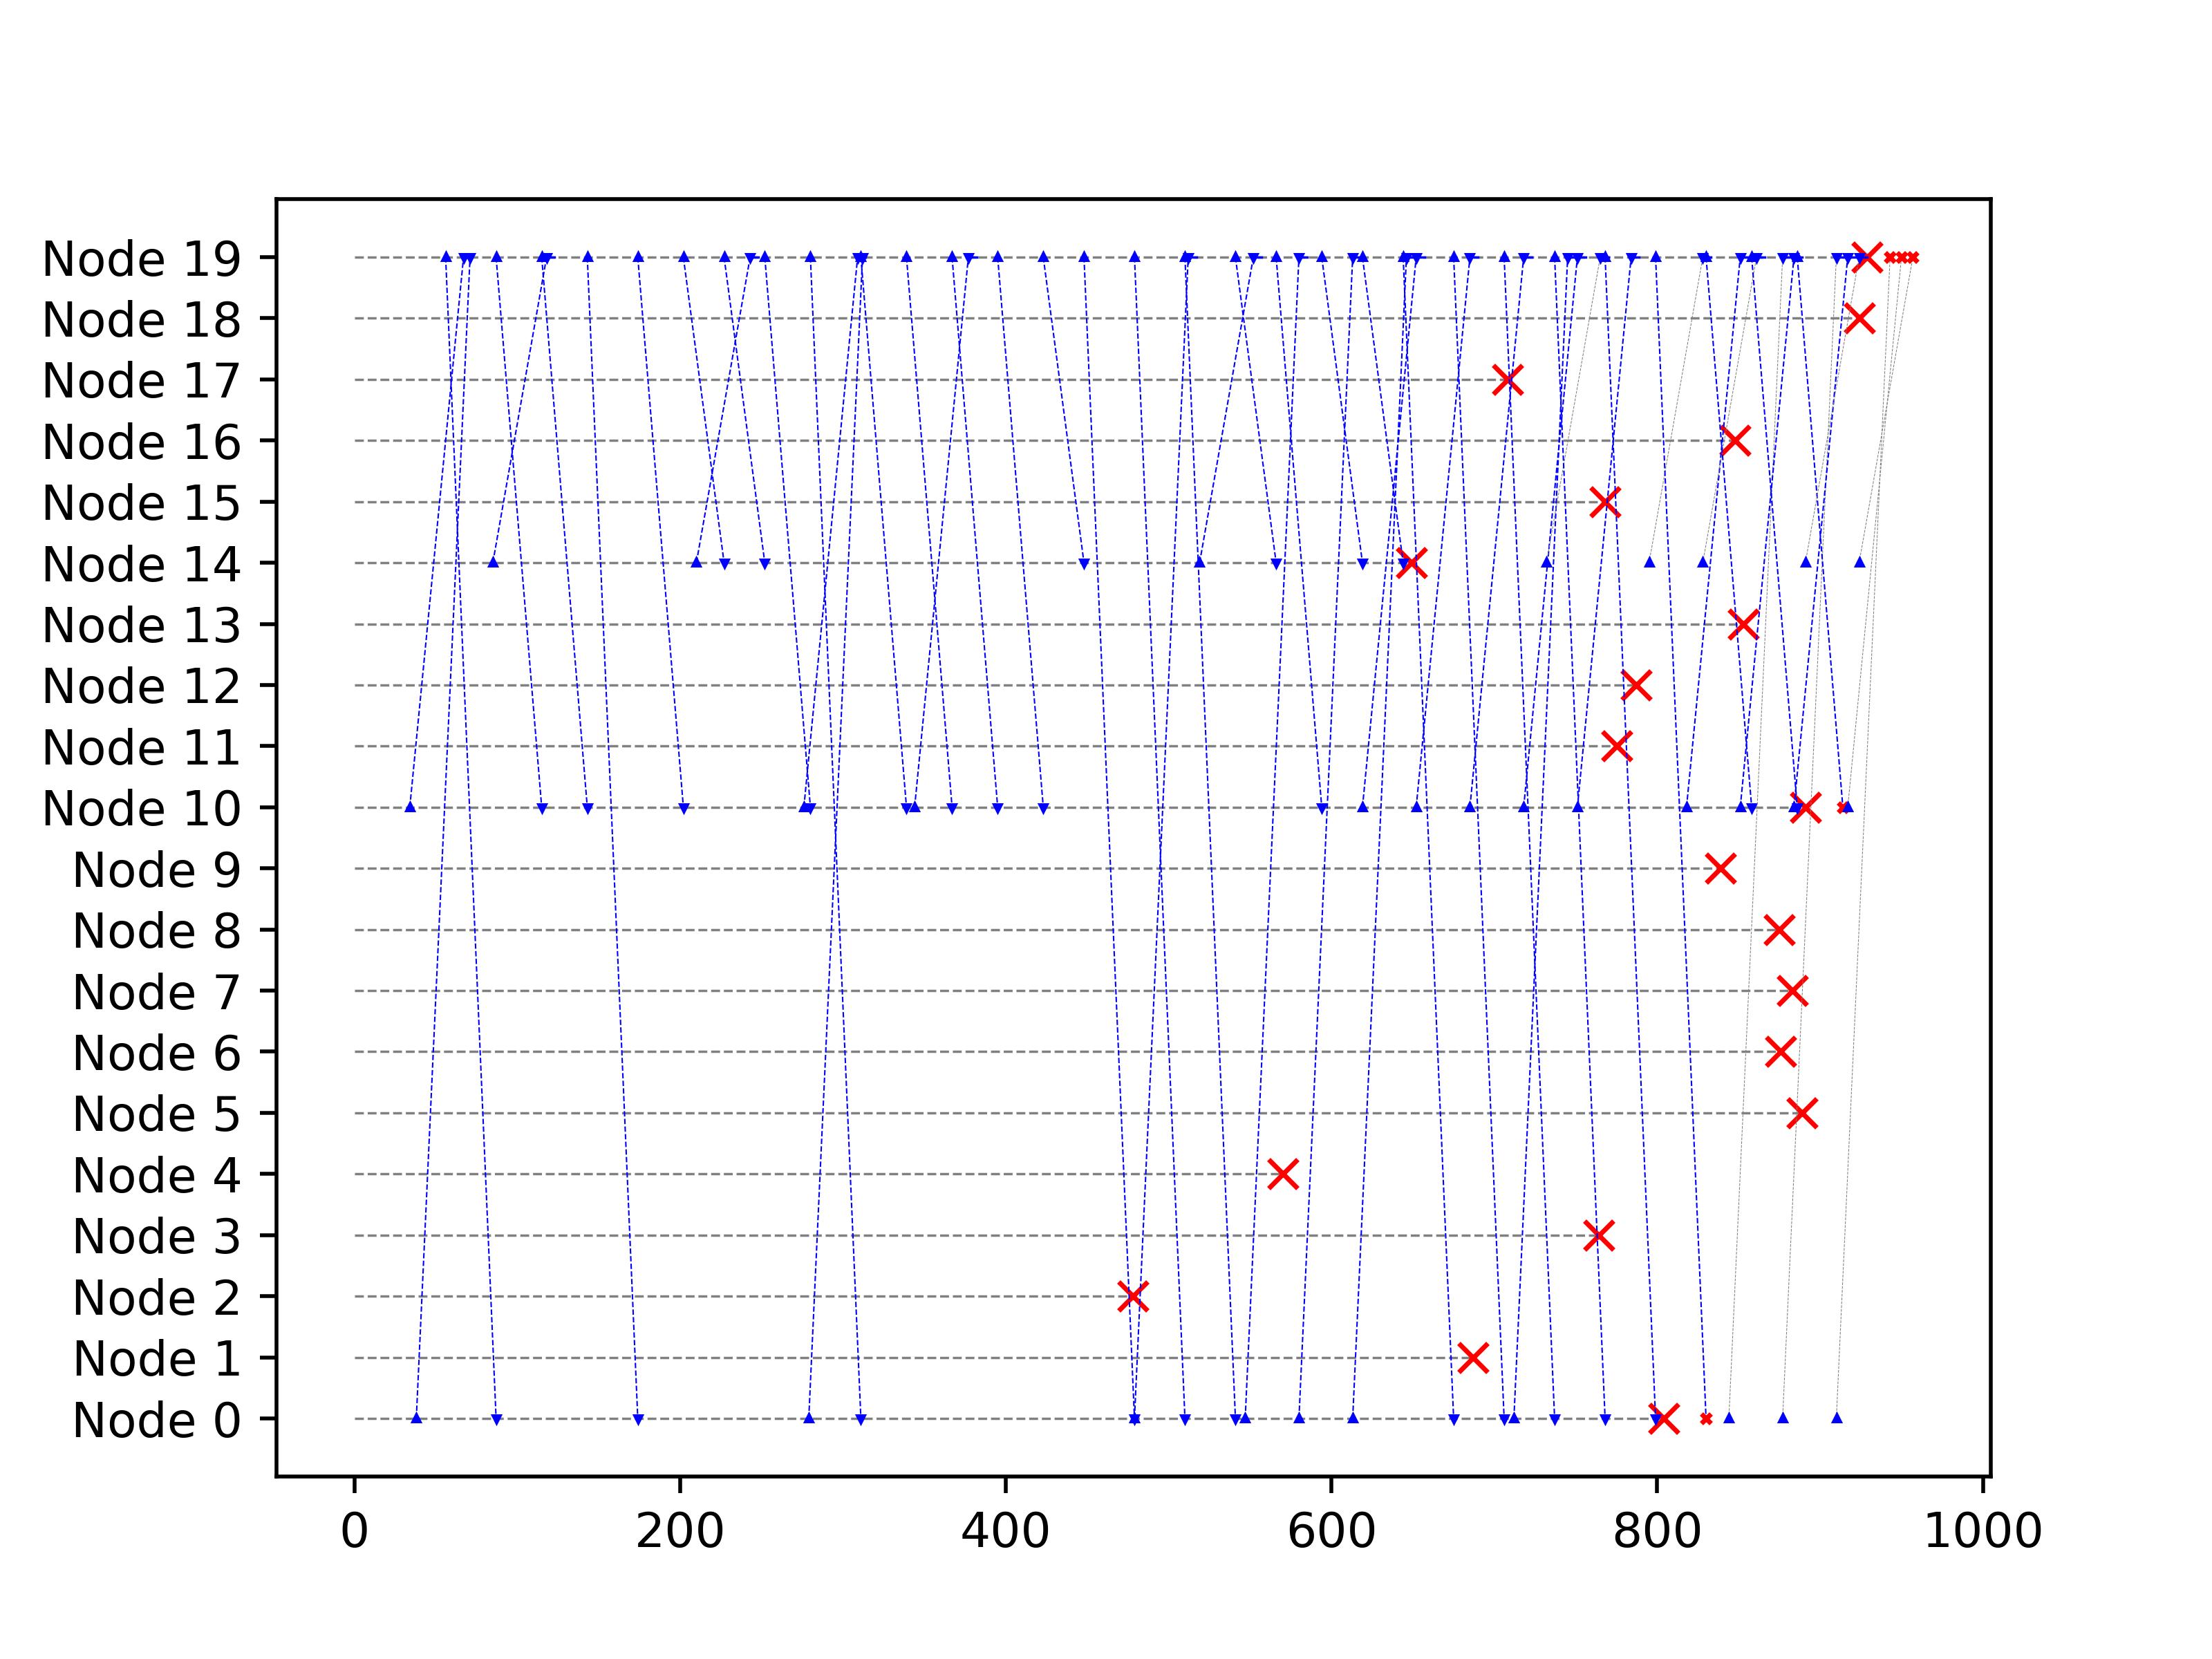 Node 19
Node 18
Node 17
Node 16
Node 15
Node 14
Node 13
Node 12
Node 11
Node 10
Node 9
Node 8
Node 7
Node 6
Node 5
Node 4
Node 3
Node 2
Node 1
Node 0
0 200 400 600 800 1000